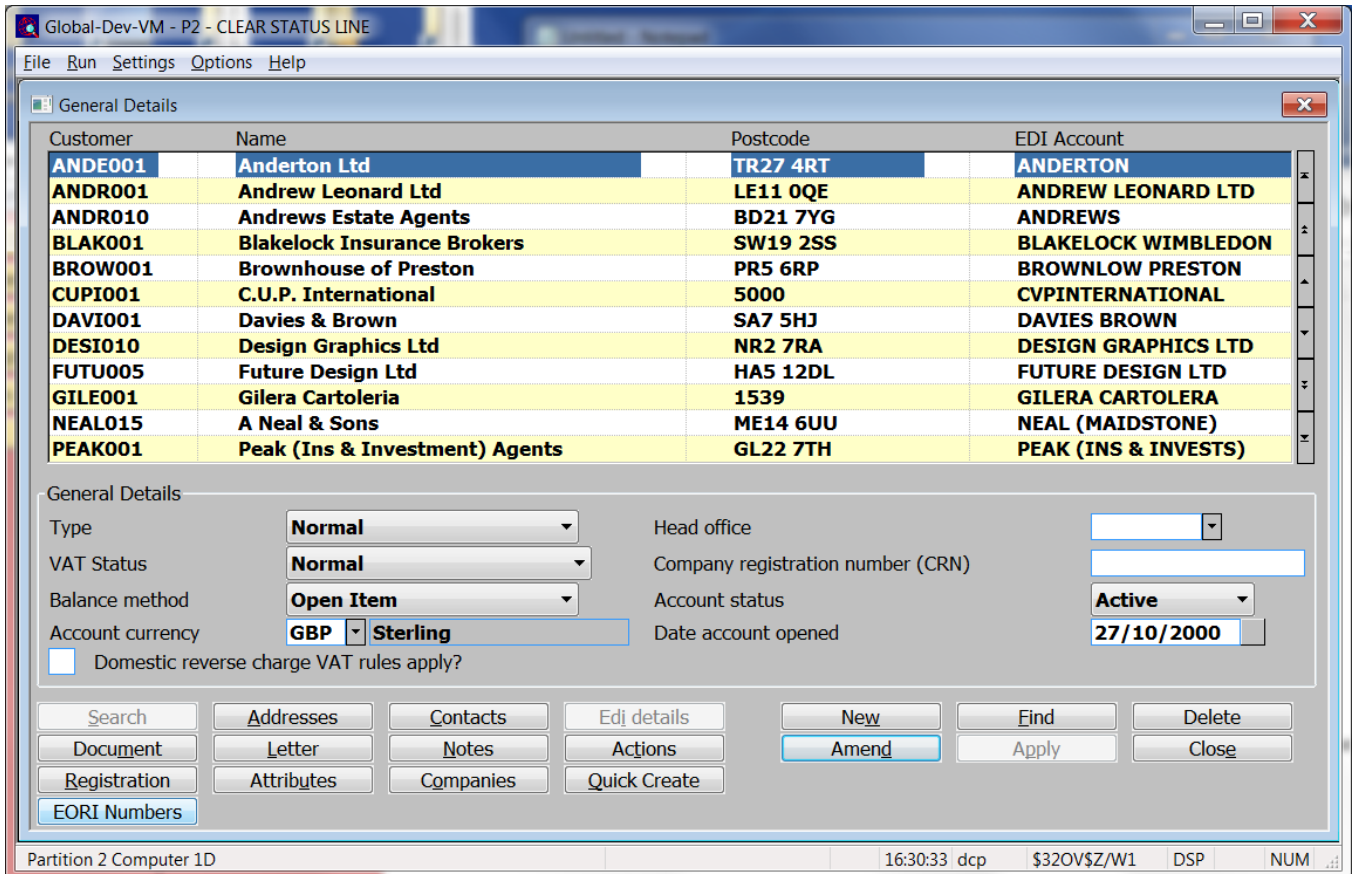 Global-Dev-VM - P2 - CLEAR STATUS LINE
File Run Settings Options Help
General Details
Customer Name Postcode EDI Account
ANDE001 Anderton Ltd TR27 4RT ANDERTON
ANDR001 Andrew Leonard Ltd LE11 0QE ANDREW LEONARD LTD
ANDR010 Andrews Estate Agents BD21 7YG ANDREWS
BLAK001 Blakelock Insurance Brokers SW19 2SS BLAKELOCK WIMBLEDON
BROW001 Brownhouse of Preston PR5 6RP BROWNLOW PRESTON
CUPI001 C.U.P. International 5000 CVPINTERNATIONAL
DAVI001 Davies & Brown SA7 5HJ DAVIES BROWN
DESI010 Design Graphics Ltd NR2 7RA DESIGN GRAPHICS LTD
FUTU005 Future Design Ltd HA5 12DL FUTURE DESIGN LTD
GILE001 Gilera Cartoleria 1539 GILERA CARTOLERA
NEAL015 A Neal & Sons ME14 6UU NEAL (MAIDSTONE)
PEAK001 Peak (Ins & Investment) Agents GL22 7TH PEAK (INS & INVESTS)
General Details
Type Normal Head office
VAT Status Normal Company registration number (CRN)
Balance method Open Item Account status Active
Account currency GBP Sterling Date account opened 27/10/2000
Domestic reverse charge VAT rules apply?
Search Addresses Contacts Edi details New Find Delete
Document Letter Notes Actions Amend Apply Close
Registration Attributes Companies Quick Create
EORI Numbers
Partition 2 Computer 1D 16:30:33 dcp $32OV$Z/W1 DSP NUM